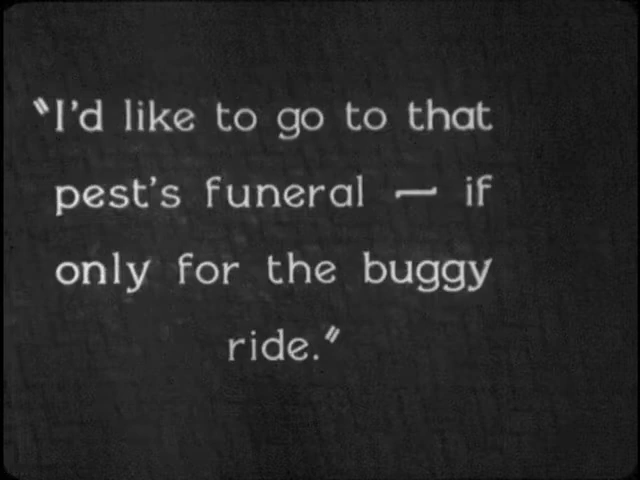 "I'd like to go to that
pest's funeral — if
only for the buggy
ride."